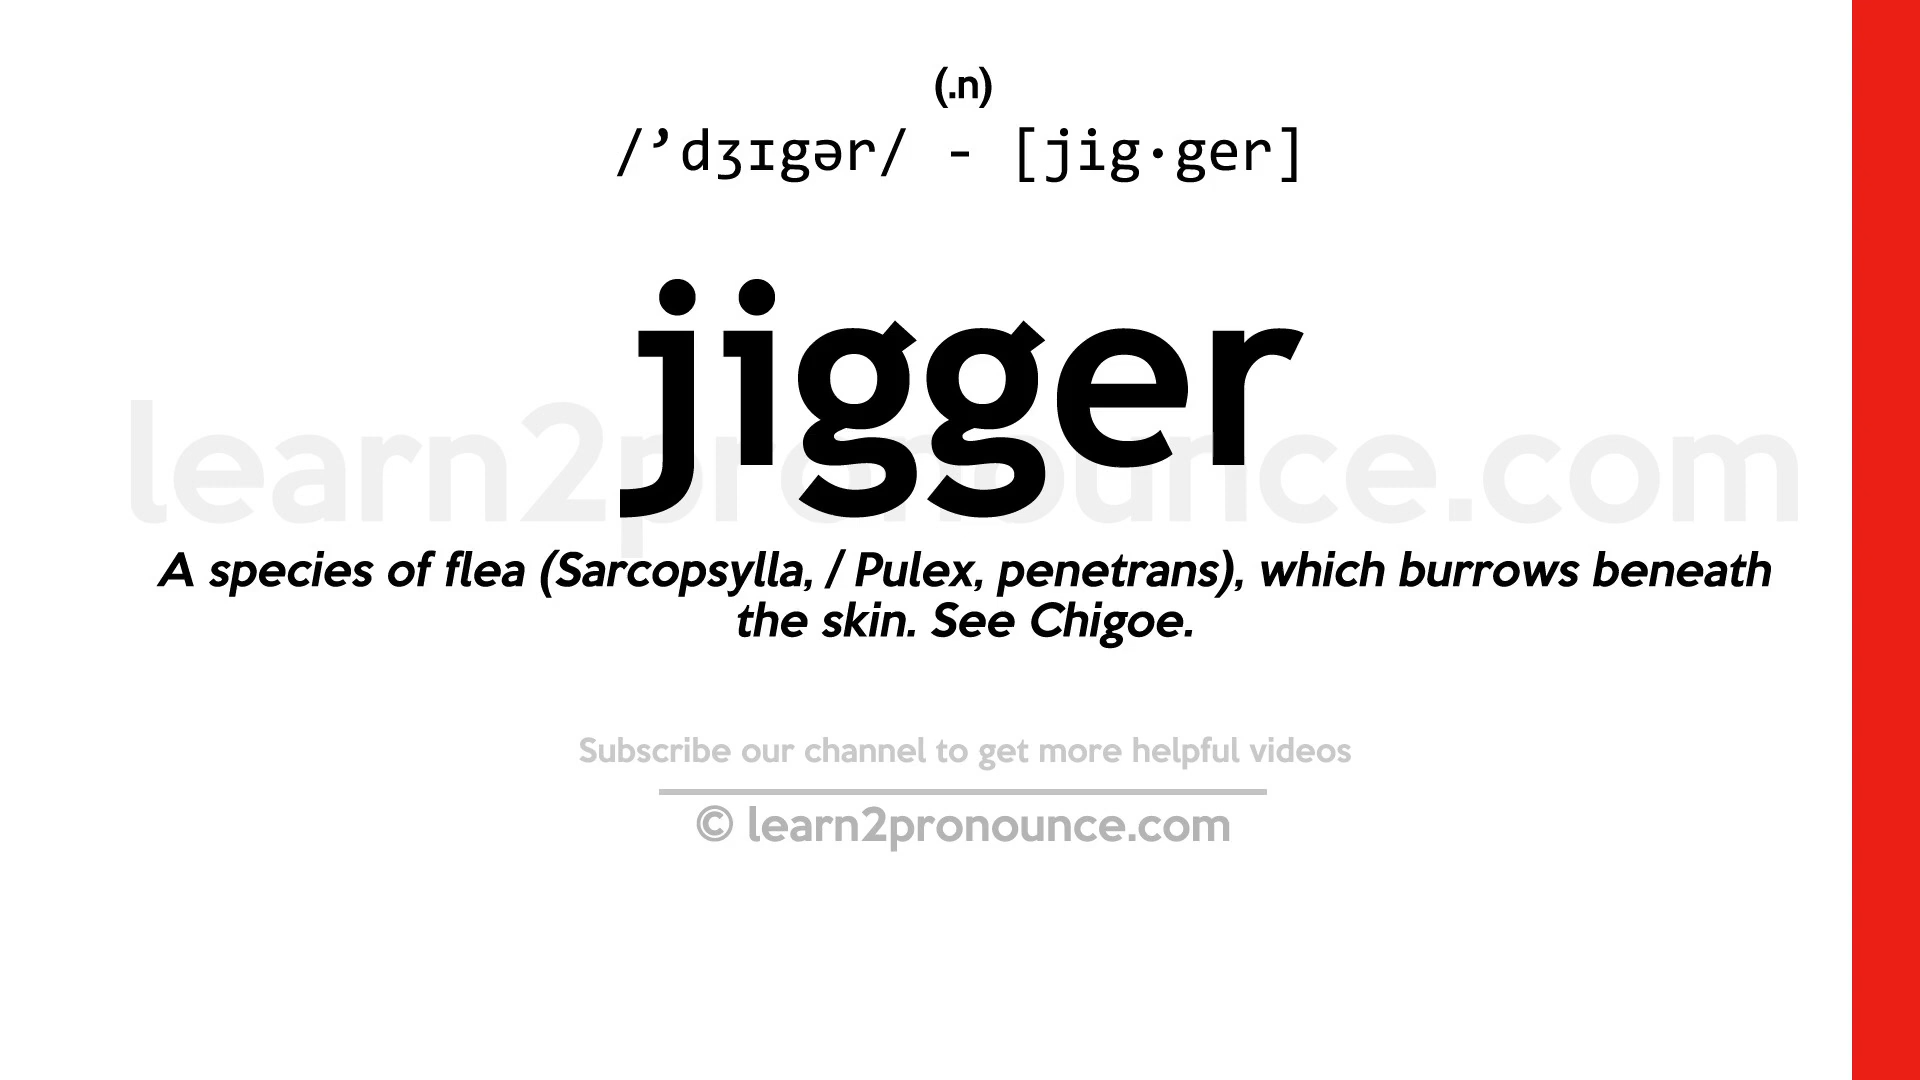 (.n)
/’dʒɪgər/ - [jig·ger]
jigger
learn2pronounce.com
A species of flea (Sarcopsylla, / Pulex, penetrans), which burrows beneath
the skin. See Chigoe.
Subscribe our channel to get more helpful videos
© learn2pronounce.com